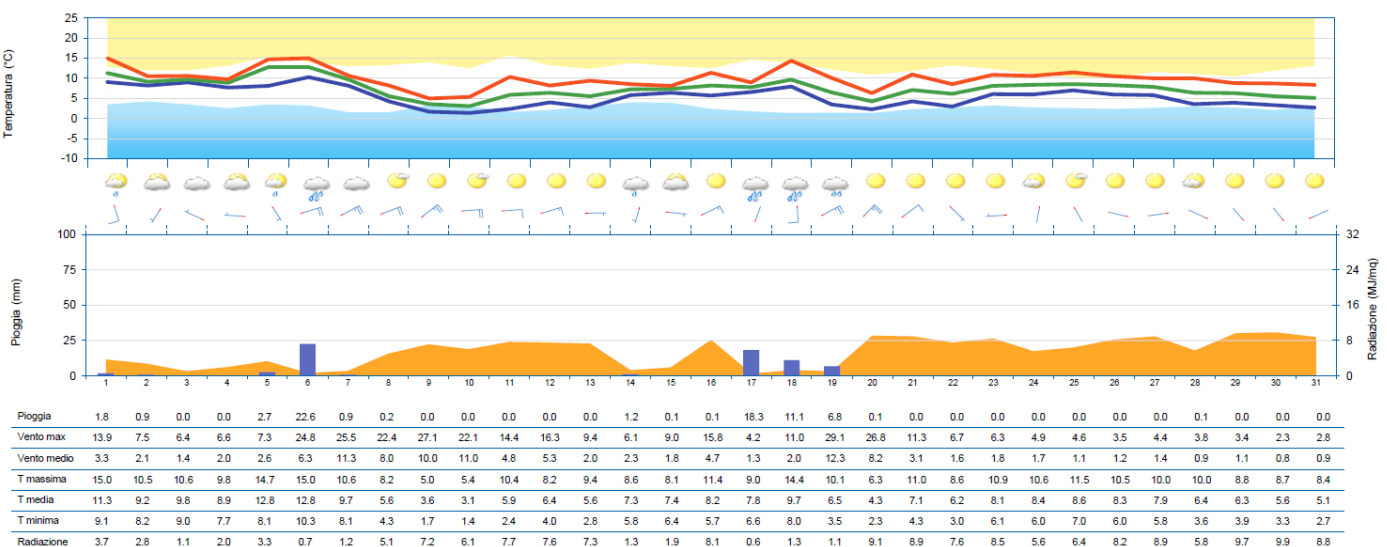 Temperatura (°C)
25
20
15
10
5
0
-5
-10
Pioggia (mm)
100
75
50
25
0
Radiazione (MJ/mq)
32
24
16
8
0
1 2 3 4 5 6 7 8 9 10 11 12 13 14 15 16 17 18 19 20 21 22 23 24 25 26 27 28 29 30 31
Pioggia 1.8 0.9 0.0 0.0 2.7 22.6 0.9 0.2 0.0 0.0 0.0 0.0 0.0 1.2 0.1 0.1 18.3 11.1 6.8 0.1 0.0 0.0 0.0 0.0 0.0 0.0 0.0 0.1 0.0 0.0 0.0
Vento max 13.9 7.5 6.4 6.6 7.3 24.8 25.5 22.4 27.1 22.1 14.4 16.3 9.4 6.1 9.0 15.8 4.2 11.0 29.1 26.8 11.3 6.7 6.3 4.9 4.6 3.5 4.4 3.8 3.4 2.3 2.8
Vento medio 3.3 2.1 1.4 2.0 2.6 6.3 11.3 8.0 10.0 11.0 4.8 5.3 2.0 2.3 1.8 4.7 1.3 2.0 12.3 8.2 3.1 1.6 1.8 1.7 1.1 1.2 1.4 0.9 1.1 0.8 0.9
T massima 15.0 10.5 10.6 9.8 14.7 15.0 10.6 8.2 5.0 5.4 10.4 8.2 9.4 8.6 8.1 11.4 9.0 14.4 10.1 6.3 11.0 8.6 10.9 10.6 11.5 10.5 10.0 10.0 8.8 8.7 8.4
T media 11.3 9.2 9.8 8.9 12.8 12.8 9.7 5.6 3.6 3.1 5.9 6.4 5.6 7.3 7.4 8.2 7.8 9.7 6.5 4.3 7.1 6.2 8.1 8.4 8.6 8.3 7.9 6.4 6.3 5.6 5.1
T minima 9.1 8.2 9.0 7.7 8.1 10.3 8.1 4.3 1.7 1.4 2.4 4.0 2.8 5.8 6.4 5.7 6.6 8.0 3.5 2.3 4.3 3.0 6.1 6.0 7.0 6.0 5.8 3.6 3.9 3.3 2.7
Radiazione 3.7 2.8 1.1 2.0 3.3 0.7 1.2 5.1 7.2 6.1 7.7 7.6 7.3 1.3 1.9 8.1 0.6 1.3 1.1 9.1 8.9 7.6 8.5 5.6 6.4 8.2 8.9 5.8 9.7 9.9 8.8